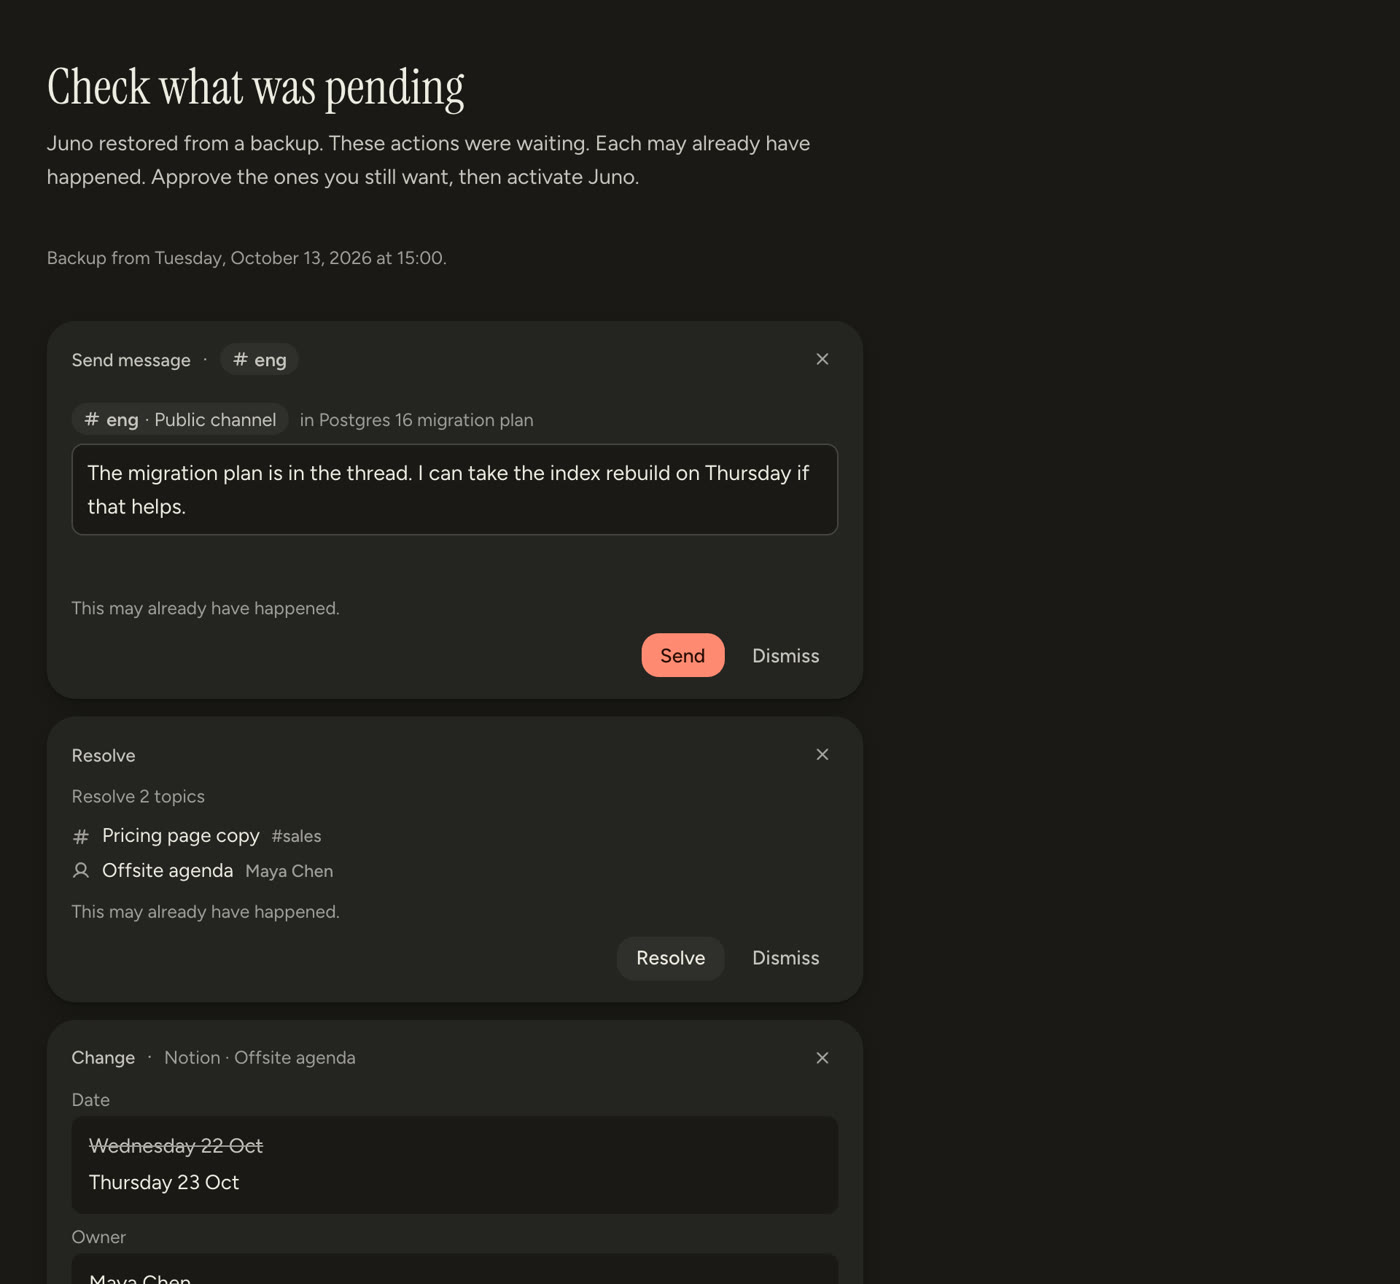 Check what was pending
Juno restored from a backup. These actions were waiting. Each may already have
happened. Approve the ones you still want, then activate Juno.
Backup from Tuesday, October 13, 2026 at 15:00.
Send message · # eng
# eng · Public channel in Postgres 16 migration plan
The migration plan is in the thread. I can take the index rebuild on Thursday if
that helps.
This may already have happened.
Send Dismiss
Resolve
Resolve 2 topics
# Pricing page copy #sales
Offsite agenda Maya Chen
This may already have happened.
Resolve Dismiss
Change · Notion · Offsite agenda
Date
Wednesday 22 Oct
Thursday 23 Oct
Owner
Maya Chen